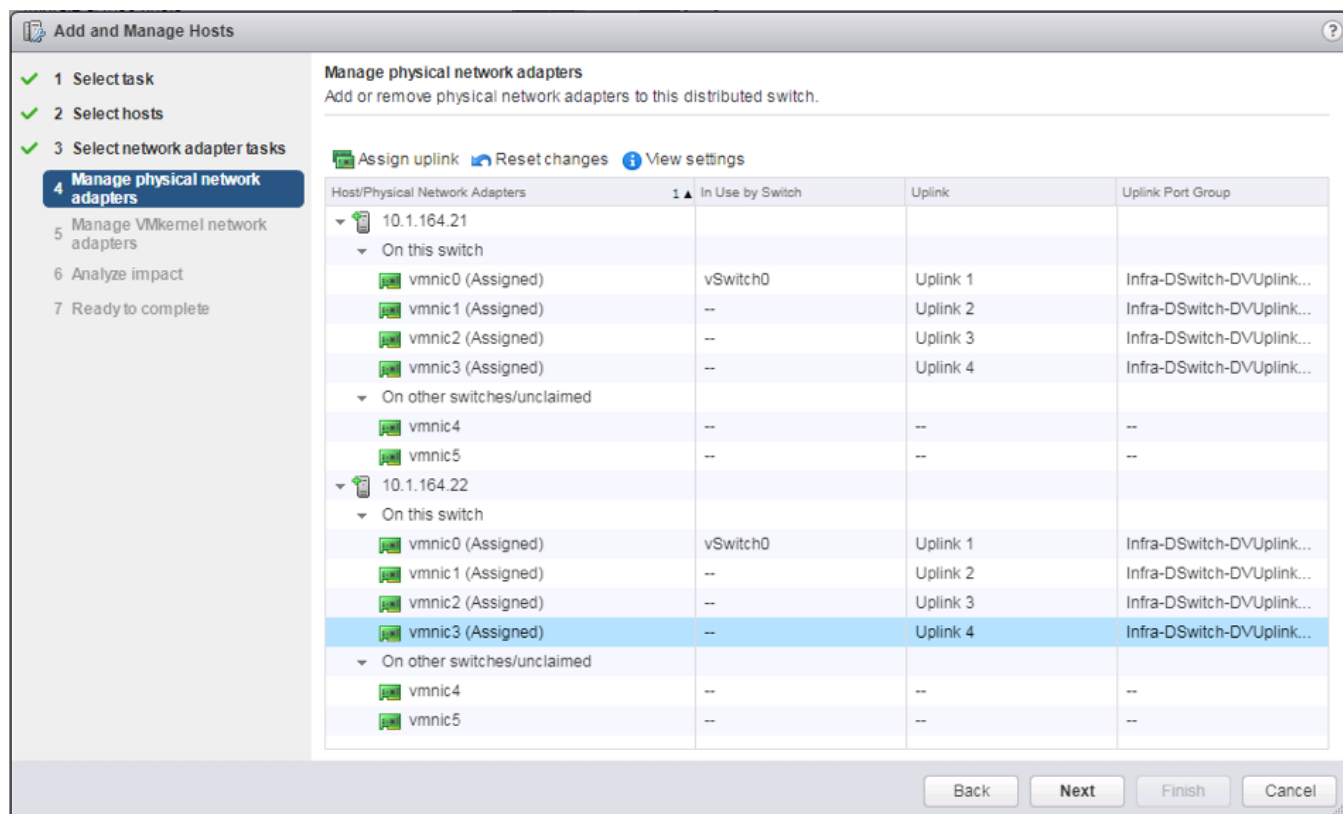 Add and Manage Hosts
?
1 Select task
2 Select hosts
3 Select network adapter tasks
4 Manage physical network
adapters
5 Manage VMkernel network
adapters
6 Analyze impact
7 Ready to complete
Manage physical network adapters
Add or remove physical network adapters to this distributed switch.
Assign uplink Reset changes View settings
Host/Physical Network Adapters 1 ▲ In Use by Switch Uplink Uplink Port Group
10.1.164.21
On this switch
vmnic0 (Assigned) vSwitch0 Uplink 1 Infra-DSwitch-DVUplink...
vmnic1 (Assigned) -- Uplink 2 Infra-DSwitch-DVUplink...
vmnic2 (Assigned) -- Uplink 3 Infra-DSwitch-DVUplink...
vmnic3 (Assigned) -- Uplink 4 Infra-DSwitch-DVUplink...
On other switches/unclaimed
vmnic4 -- -- --
vmnic5 -- -- --
10.1.164.22
On this switch
vmnic0 (Assigned) vSwitch0 Uplink 1 Infra-DSwitch-DVUplink...
vmnic1 (Assigned) -- Uplink 2 Infra-DSwitch-DVUplink...
vmnic2 (Assigned) -- Uplink 3 Infra-DSwitch-DVUplink...
vmnic3 (Assigned) -- Uplink 4 Infra-DSwitch-DVUplink...
On other switches/unclaimed
vmnic4 -- -- --
vmnic5 -- -- --
Back Next Finish Cancel